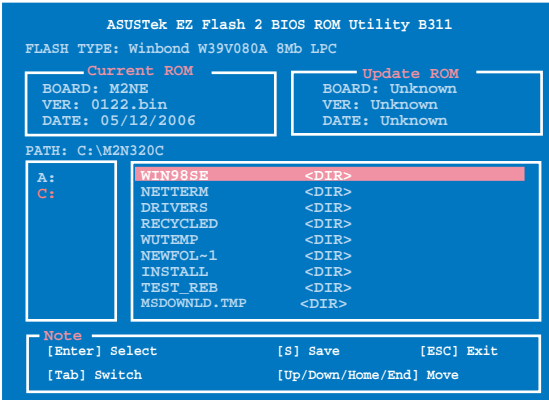 ASUSTek EZ Flash 2 BIOS ROM Utility B311
FLASH TYPE: Winbond W39V080A 8Mb LPC
Current ROM
BOARD: M2NE
VER: 0122.bin
DATE: 05/12/2006
Update ROM
BOARD: Unknown
VER: Unknown
DATE: Unknown
PATH: C:\M2N320C
A:
C:
WIN98SE <DIR>
NETTERM <DIR>
DRIVERS <DIR>
RECYCLED <DIR>
WUTEMP <DIR>
NEWFOL~1 <DIR>
INSTALL <DIR>
TEST_REB <DIR>
MSDOWNLD.TMP <DIR>
Note
[Enter] Select [S] Save [ESC] Exit
[Tab] Switch [Up/Down/Home/End] Move